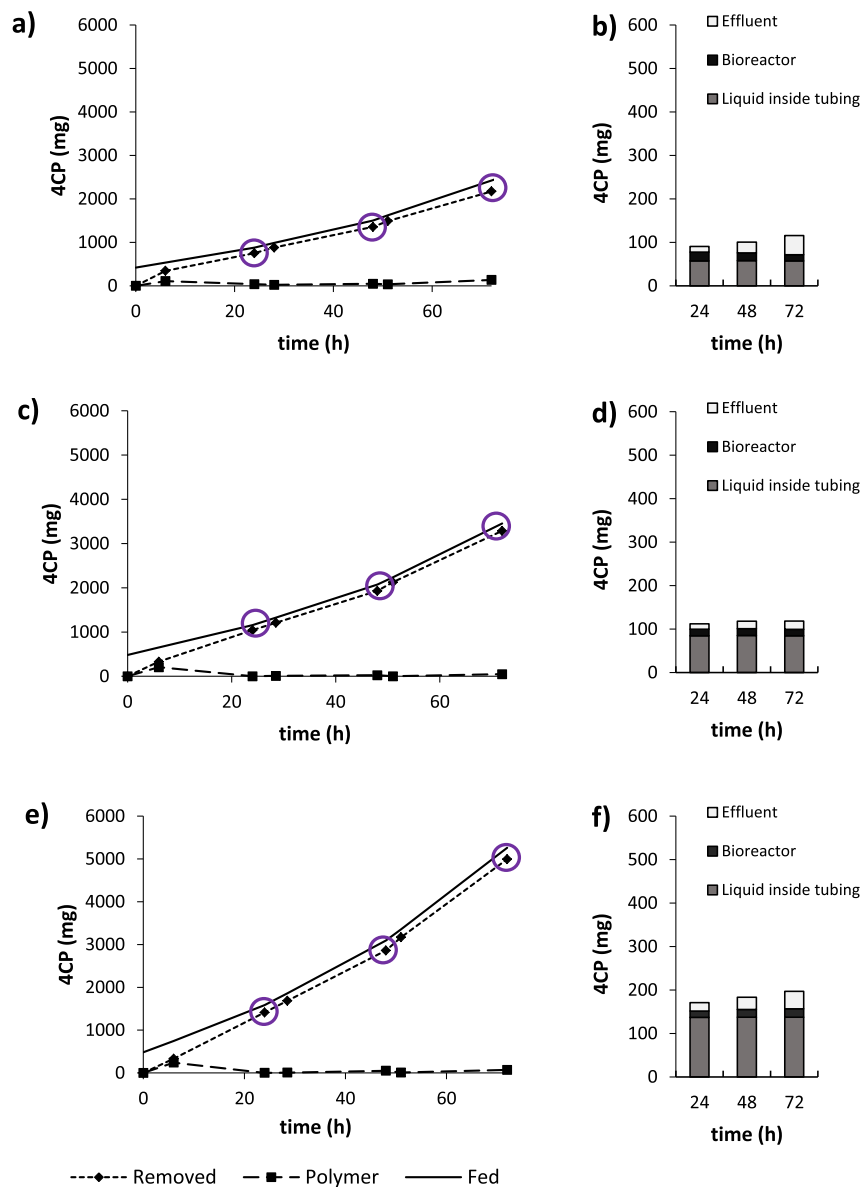 a)
6000
5000
4000
3000
2000
1000
0
4CP (mg)
0 20 40 60
time (h)
b)
Effluent
Bioreactor
Liquid inside tubing
600
500
400
300
200
100
0
4CP (mg)
24 48 72
time (h)
c)
6000
5000
4000
3000
2000
1000
0
4CP (mg)
0 20 40 60
time (h)
d)
Effluent
Bioreactor
Liquid inside tubing
600
500
400
300
200
100
0
4CP (mg)
24 48 72
time (h)
e)
6000
5000
4000
3000
2000
1000
0
4CP (mg)
0 20 40 60
time (h)
f)
Effluent
Bioreactor
Liquid inside tubing
600
500
400
300
200
100
0
4CP (mg)
24 48 72
time (h)
Removed Polymer Fed